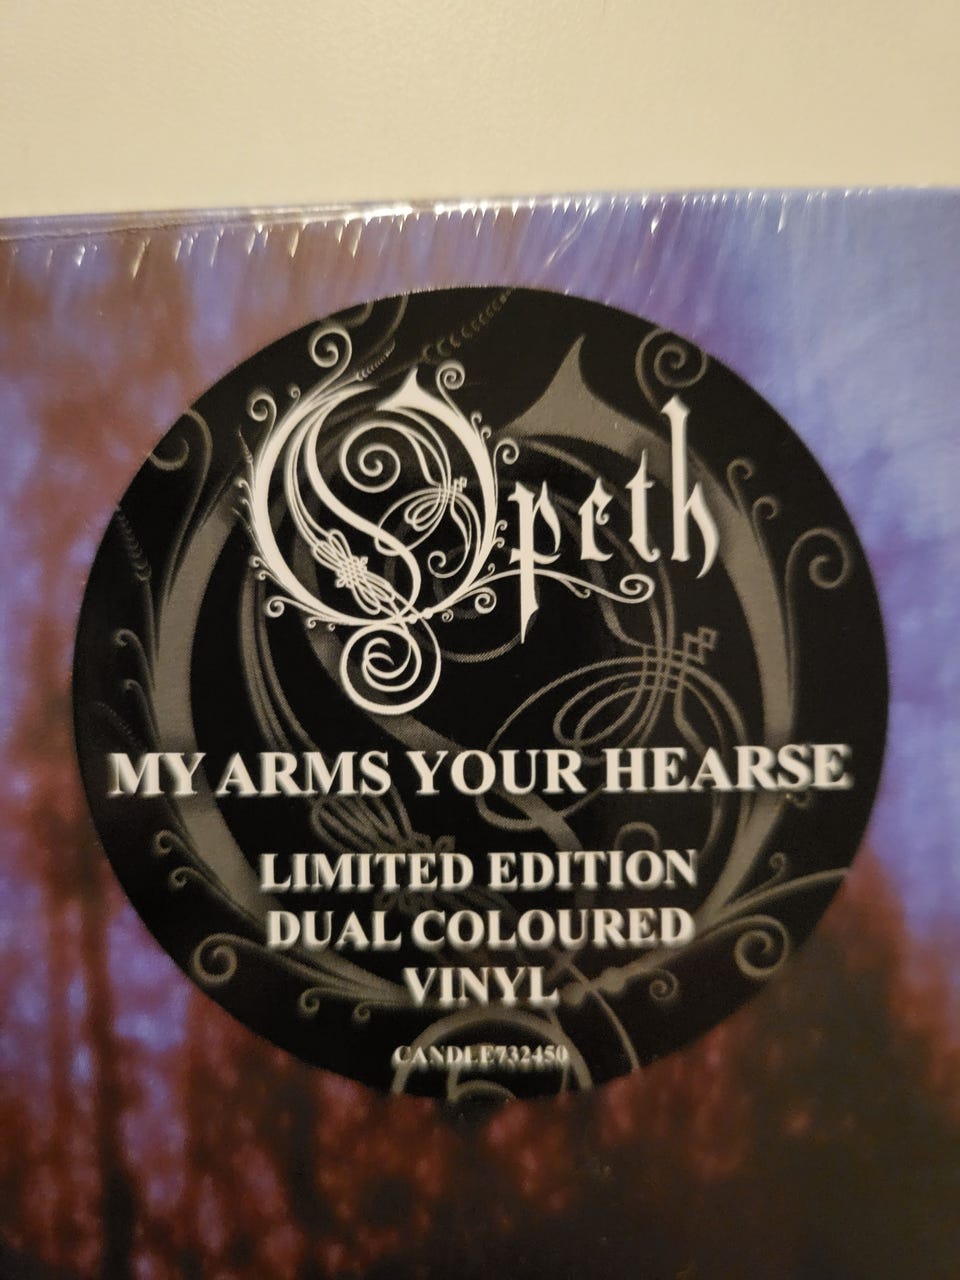 Opeth
MY ARMS YOUR HEARSE
LIMITED EDITION
DUAL COLOURED
VINYL
CANDLE732450